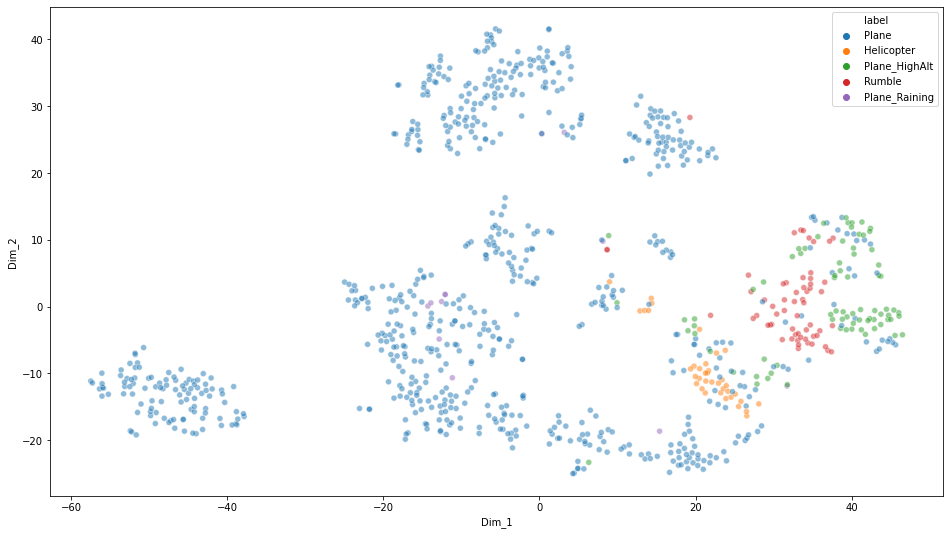 label
Plane
Helicopter
Plane_HighAlt
Rumble
Plane_Raining
40
30
20
10
0
−10
−20
Dim_2
−60
−40
−20
0
20
40
Dim_1